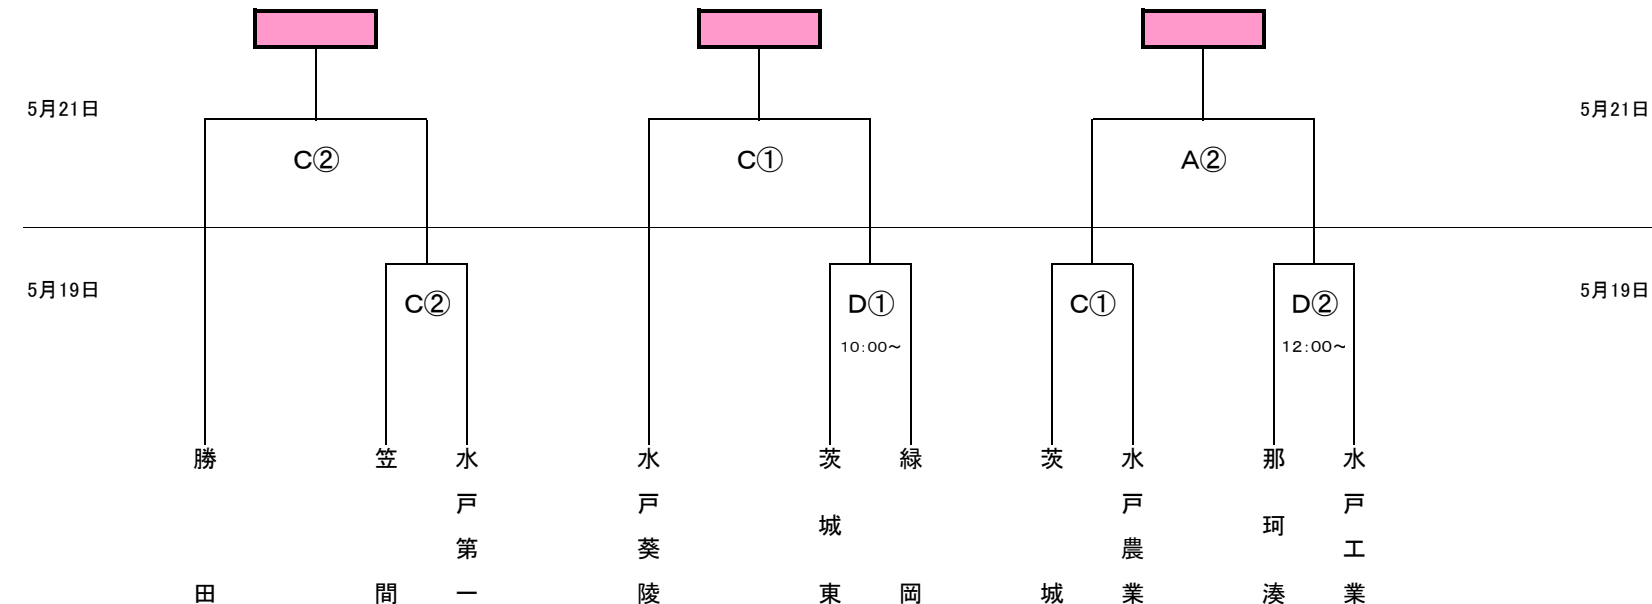 5月21日
5月21日
C②
C①
A②
5月19日
5月19日
C②
D①
C①
D②
10:00～
12:00～
勝田
笠間
水戸第一
水戸葵陵
茨城東
緑岡
茨城
水戸農業
那珂湊
水戸工業